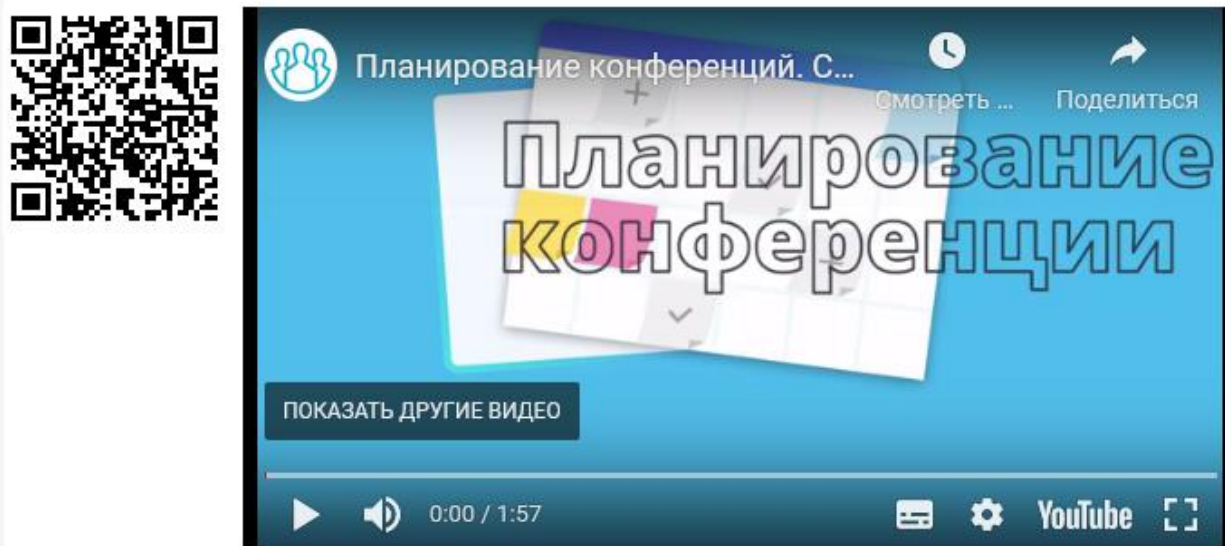 Планирование конференций. С...
Смотреть ...
Поделиться
Планирование
конференции
ПОКАЗАТЬ ДРУГИЕ ВИДЕО
0:00 / 1:57
YouTube